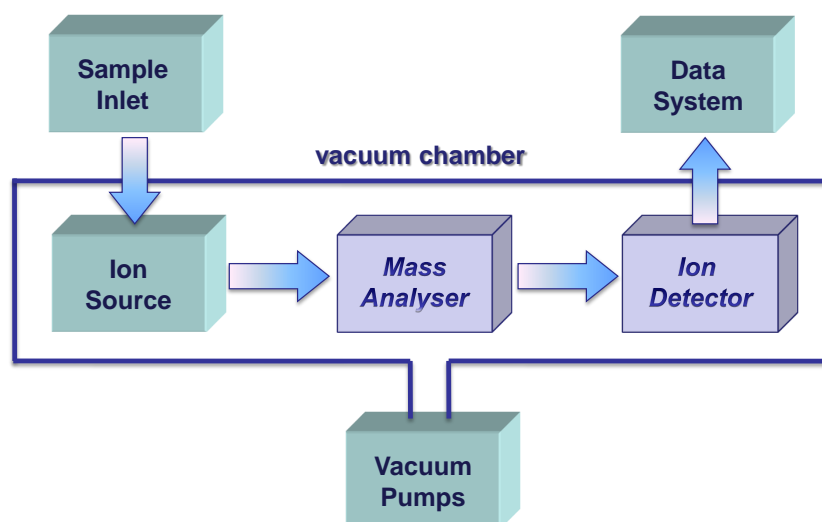 Sample
Inlet
Data
System
vacuum chamber
Ion
Source
Mass
Analyser
Ion
Detector
Vacuum
Pumps